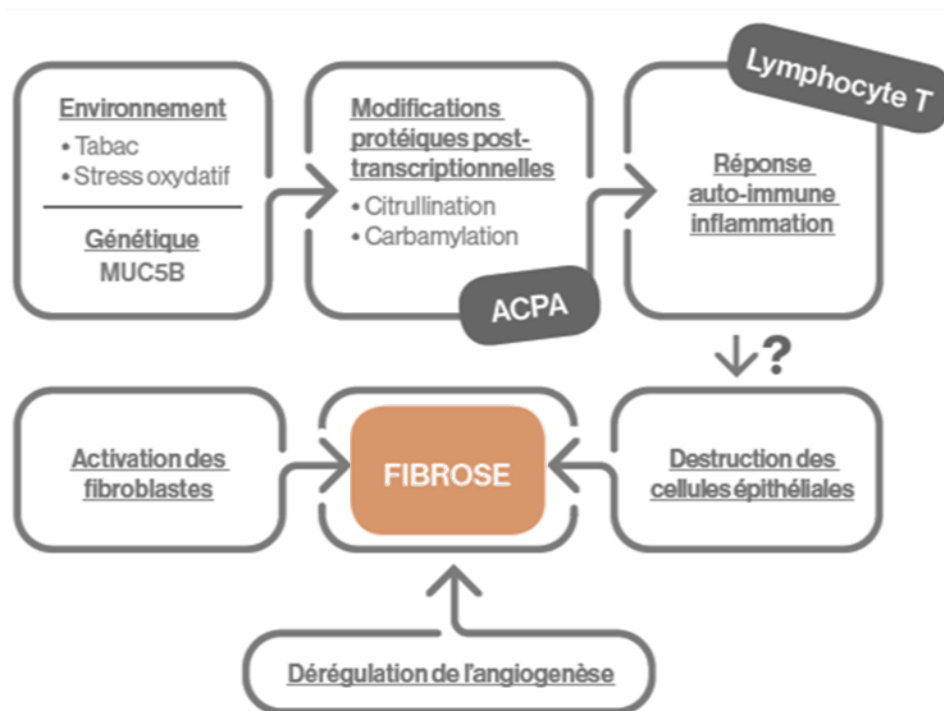 Environnement
• Tabac
• Stress oxydatif
Génétique
MUC5B
Modifications
protéiques post-
transcriptionnelles
• Citrullination
• Carbamylation
ACPA
Lymphocyte T
Réponse
auto-immune
inflammation
?
Activation des
fibroblastes
FIBROSE
Destruction des
cellules épithéliales
Dérégulation de l'angiogenèse